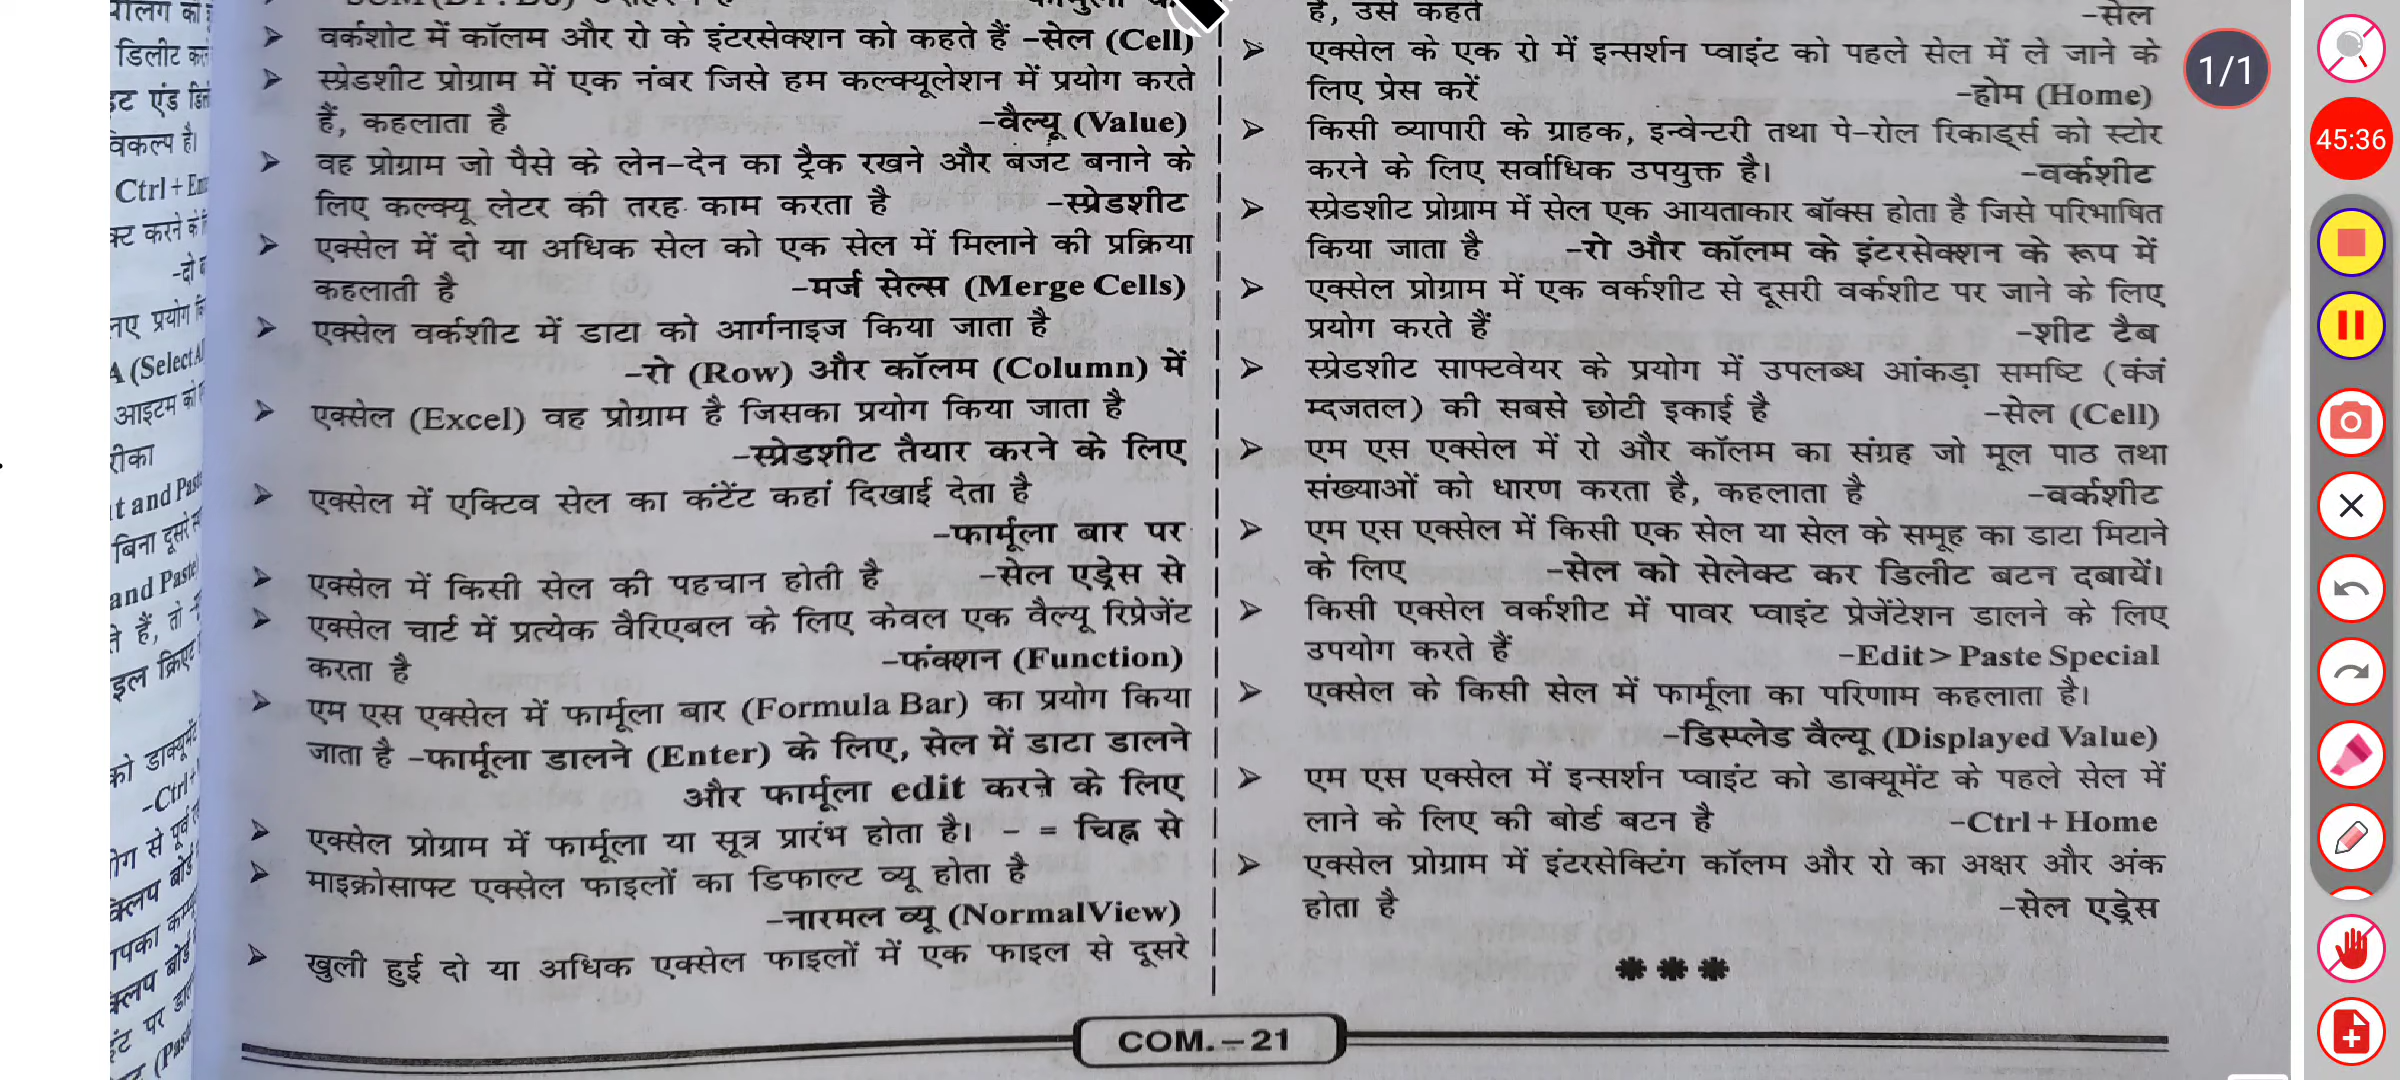 वर्कशीट में कॉलम और रो के इंटरसेक्शन को कहते हैं –सेल (Cell)
स्प्रेडशीट प्रोग्राम में एक नंबर जिसे हम कल्क्यूलेशन में प्रयोग करते
हैं, कहलाता है –वैल्यू (Value)
वह प्रोग्राम जो पैसे के लेन-देन का ट्रैक रखने और बजट बनाने के
लिए कल्क्यू लेटर की तरह काम करता है –स्प्रेडशीट
एक्सेल में दो या अधिक सेल को एक सेल में मिलाने की प्रक्रिया
कहलाती है –मर्ज सेल्स (Merge Cells)
एक्सेल वर्कशीट में डाटा को आर्गनाइज किया जाता है
–रो (Row) और कॉलम (Column) में
एक्सेल (Excel) वह प्रोग्राम है जिसका प्रयोग किया जाता है
–स्प्रेडशीट तैयार करने के लिए
एक्सेल में एक्टिव सेल का कंटेंट कहां दिखाई देता है
–फार्मूला बार पर
एक्सेल में किसी सेल की पहचान होती है –सेल एड्रेस से
एक्सेल चार्ट में प्रत्येक वैरिएबल के लिए केवल एक वैल्यू रिप्रेजेंट
करता है –फंक्शन (Function)
एम एस एक्सेल में फार्मूला बार (Formula Bar) का प्रयोग किया
जाता है –फार्मूला डालने (Enter) के लिए, सेल में डाटा डालने
और फार्मूला edit करने के लिए
एक्सेल प्रोग्राम में फार्मूला या सूत्र प्रारंभ होता है। – = चिह्न से
माइक्रोसाफ्ट एक्सेल फाइलों का डिफाल्ट व्यू होता है
–नारमल व्यू (NormalView)
खुली हुई दो या अधिक एक्सेल फाइलों में एक फाइल से दूसरे
है, उसे कहते –सेल
एक्सेल के एक रो में इन्सर्शन प्वाइंट को पहले सेल में ले जाने के
लिए प्रेस करें –होम (Home)
किसी व्यापारी के ग्राहक, इन्वेन्टरी तथा पे-रोल रिकार्ड्स को स्टोर
करने के लिए सर्वाधिक उपयुक्त है। –वर्कशीट
स्प्रेडशीट प्रोग्राम में सेल एक आयताकार बॉक्स होता है जिसे परिभाषित
किया जाता है –रो और कॉलम के इंटरसेक्शन के रूप में
एक्सेल प्रोग्राम में एक वर्कशीट से दूसरी वर्कशीट पर जाने के लिए
प्रयोग करते हैं –शीट टैब
स्प्रेडशीट साफ्टवेयर के प्रयोग में उपलब्ध आंकड़ा समष्टि (कंजं
म्दजतल) की सबसे छोटी इकाई है –सेल (Cell)
एम एस एक्सेल में रो और कॉलम का संग्रह जो मूल पाठ तथा
संख्याओं को धारण करता है, कहलाता है –वर्कशीट
एम एस एक्सेल में किसी एक सेल या सेल के समूह का डाटा मिटाने
के लिए –सेल को सेलेक्ट कर डिलीट बटन दबायें।
किसी एक्सेल वर्कशीट में पावर प्वाइंट प्रेजेंटेशन डालने के लिए
उपयोग करते हैं –Edit > Paste Special
एक्सेल के किसी सेल में फार्मूला का परिणाम कहलाता है।
–डिस्प्लेड वैल्यू (Displayed Value)
एम एस एक्सेल में इन्सर्शन प्वाइंट को डाक्यूमेंट के पहले सेल में
लाने के लिए की बोर्ड बटन है –Ctrl + Home
एक्सेल प्रोग्राम में इंटरसेक्टिंग कॉलम और रो का अक्षर और अंक
होता है –सेल एड्रेस
COM.–21
1/1
45:36